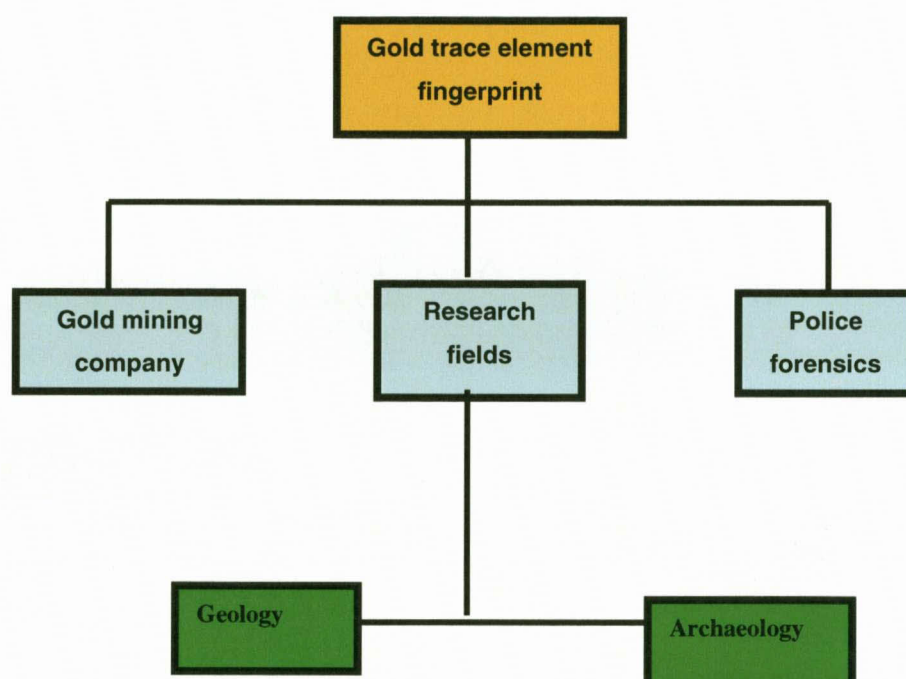 Gold trace element
fingerprint
Gold mining
company
Research
fields
Police
forensics
Geology
Archaeology